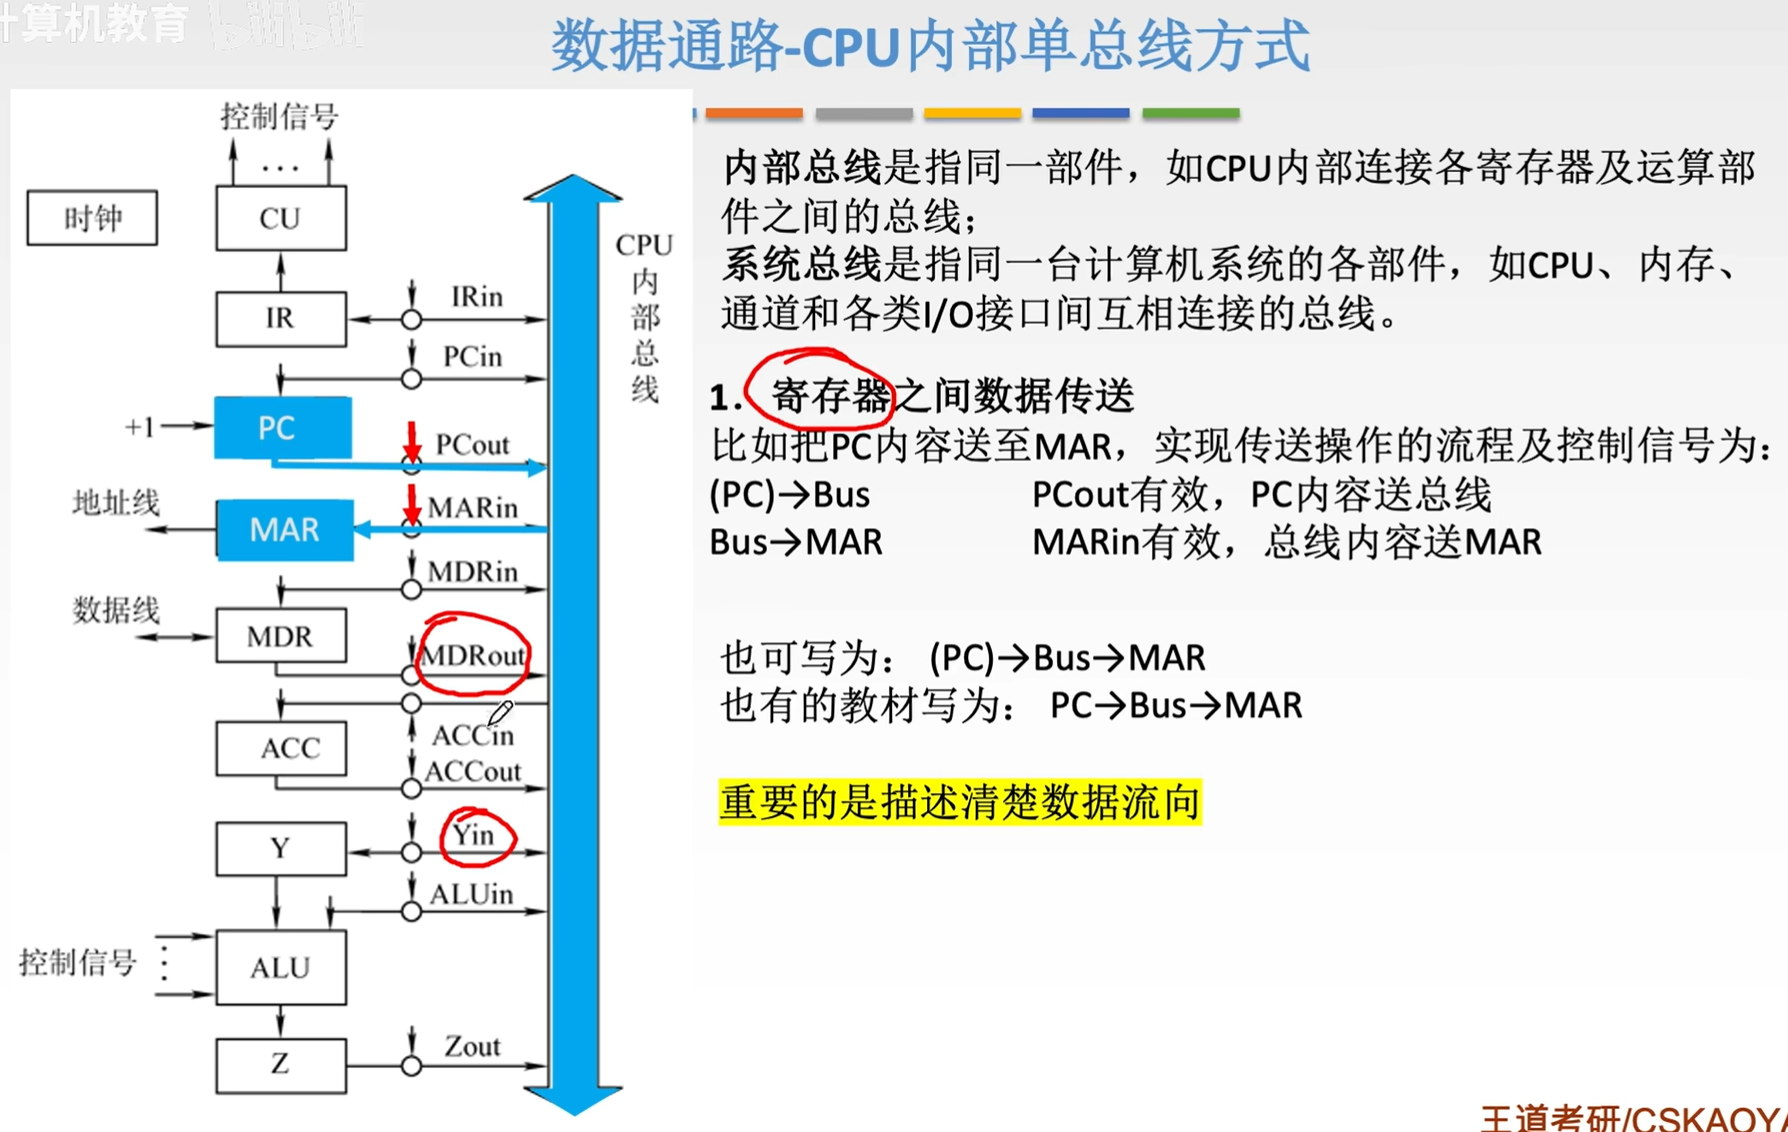 计算机教育 bilibili
数据通路-CPU内部单总线方式
控制信号
...
时钟
CU
CPU
内
部
总
线
IR
IRin
PCin
+1
PC
PCout
地址线
MAR
MARin
MDRin
数据线
MDR
MDRout
ACC
ACCin
ACCout
Y
Yin
ALUin
控制信号
ALU
Z
Zout
内部总线是指同一部件，如CPU内部连接各寄存器及运算部
件之间的总线；
系统总线是指同一台计算机系统的各部件，如CPU、内存、
通道和各类I/O接口间互相连接的总线。
1. 寄存器之间数据传送
比如把PC内容送至MAR，实现传送操作的流程及控制信号为：
(PC)→Bus PCout有效，PC内容送总线
Bus→MAR MARin有效，总线内容送MAR
也可写为： (PC)→Bus→MAR
也有的教材写为： PC→Bus→MAR
重要的是描述清楚数据流向
王道考研/CSKAOYA